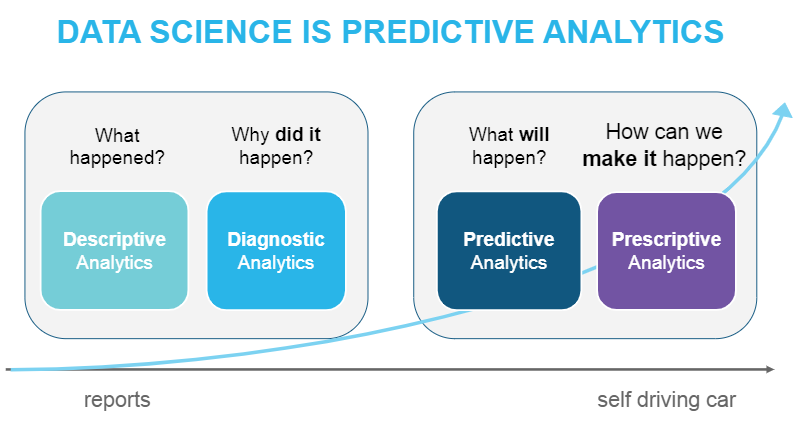 DATA SCIENCE IS PREDICTIVE ANALYTICS
What
happened?
Why did it
happen?
What will
happen?
How can we
make it happen?
Descriptive
Analytics
Diagnostic
Analytics
Predictive
Analytics
Prescriptive
Analytics
reports
self driving car